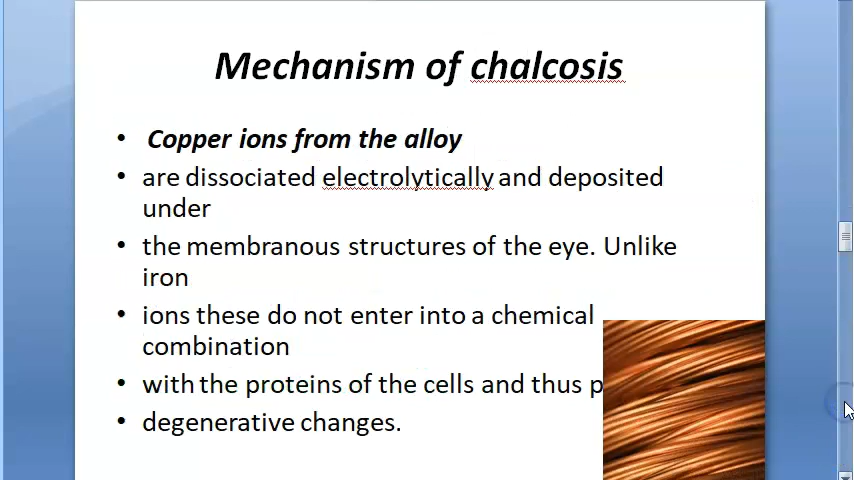 Mechanism of chalcosis
• Copper ions from the alloy
• are dissociated electrolytically and deposited
under
• the membranous structures of the eye. Unlike
iron
• ions these do not enter into a chemical
combination
• with the proteins of the cells and thus p
• degenerative changes.